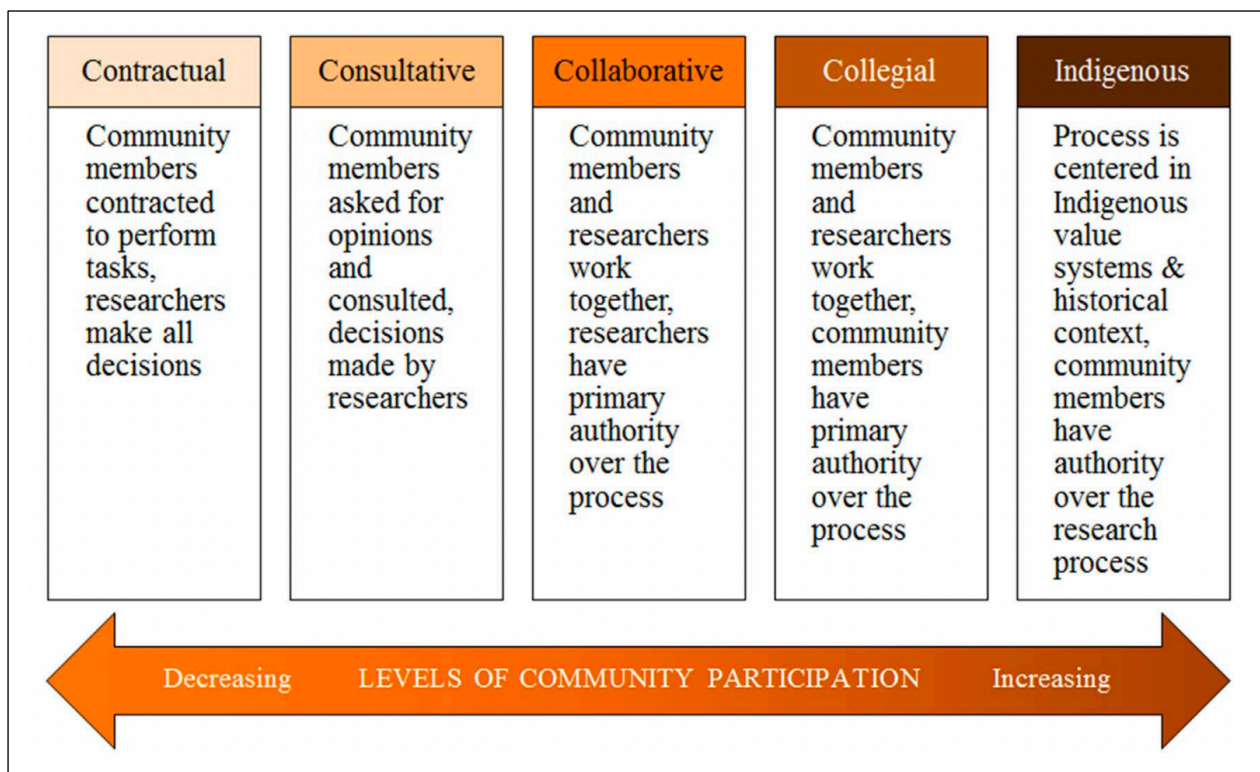 Contractual
Community
members
contracted
to perform
tasks,
researchers
make all
decisions
Consultative
Community
members
asked for
opinions
and
consulted,
decisions
made by
researchers
Collaborative
Community
members
and
researchers
work
together,
researchers
have
primary
authority
over the
process
Collegial
Community
members
and
researchers
work
together,
community
members
have
primary
authority
over the
process
Indigenous
Process is
centered in
Indigenous
value
systems &
historical
context,
community
members
have
authority
over the
research
process
Decreasing LEVELS OF COMMUNITY PARTICIPATION Increasing